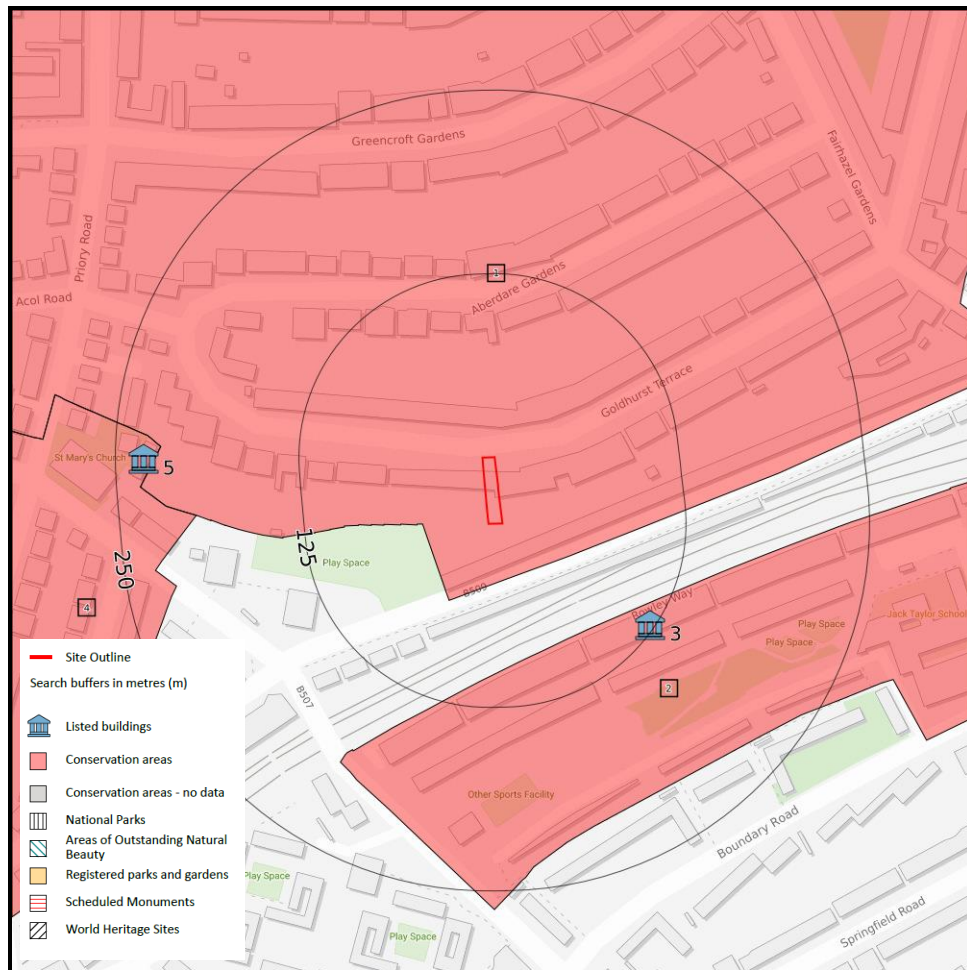 Greencroft Gardens
Fairhazel Gardens
Priory Road
1
Acol Road
Aberdare Gardens
Goldhurst Terrace
St Mary's Church
5
125
250
Play Space
B509
Rowley Way
3
4
Play Space
Jack Taylor School
Play Space
2
B507
Other Sports Facility
Boundary Road
Play Space
Play Space
Springfield Road
Site Outline
Search buffers in metres (m)
Listed buildings
Conservation areas
Conservation areas - no data
National Parks
Areas of Outstanding Natural
Beauty
Registered parks and gardens
Scheduled Monuments
World Heritage Sites